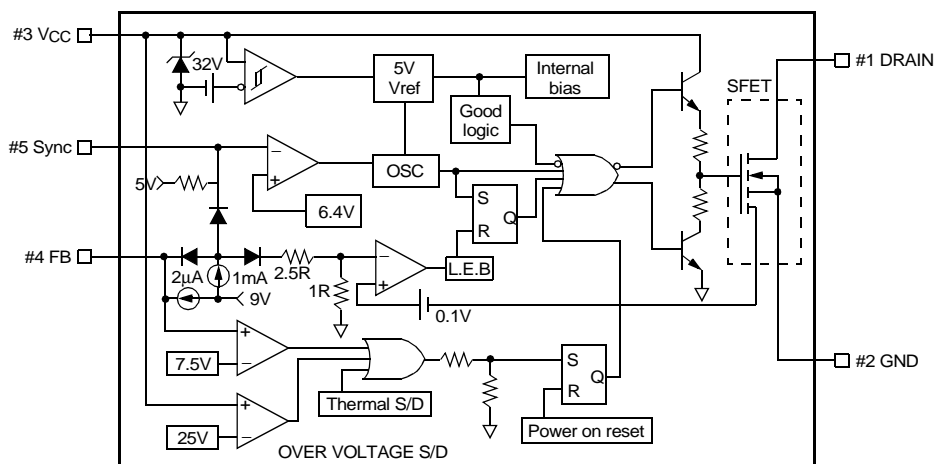 #3 VCC
32V
5V
Vref
Internal
bias
Good
logic
#1 DRAIN
SFET
#5 Sync
−
+
OSC
5V
6.4V
S
R
Q
#4 FB
2μA
1mA
9V
2.5R
1R
−
+
L.E.B
0.1V
+
−
7.5V
Thermal S/D
S
R
Q
#2 GND
+
−
25V
Power on reset
OVER VOLTAGE S/D